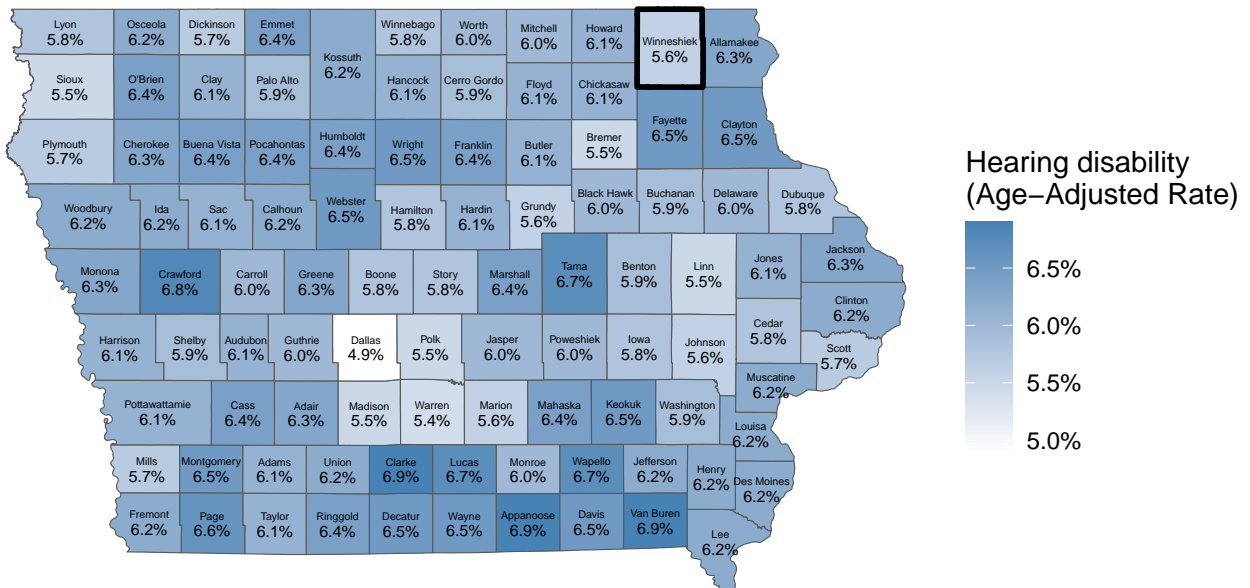 Lyon
5.8%
Osceola
6.2%
Dickinson
5.7%
Emmet
6.4%
Kossuth
6.2%
Winnebago
5.8%
Worth
6.0%
Mitchell
6.0%
Howard
6.1%
Winneshiek
5.6%
Allamakee
6.3%
Sioux
5.5%
O'Brien
6.4%
Clay
6.1%
Palo Alto
5.9%
Hancock
6.1%
Cerro Gordo
5.9%
Floyd
6.1%
Chickasaw
6.1%
Plymouth
5.7%
Cherokee
6.3%
Buena Vista
6.4%
Pocahontas
6.4%
Humboldt
6.4%
Wright
6.5%
Franklin
6.4%
Butler
6.1%
Bremer
5.5%
Fayette
6.5%
Clayton
6.5%
Woodbury
6.2%
Ida
6.2%
Sac
6.1%
Calhoun
6.2%
Webster
6.5%
Hamilton
5.8%
Hardin
6.1%
Grundy
5.6%
Black Hawk
6.0%
Buchanan
5.9%
Delaware
6.0%
Dubuque
5.8%
Monona
6.3%
Crawford
6.8%
Carroll
6.0%
Greene
6.3%
Boone
5.8%
Story
5.8%
Marshall
6.4%
Tama
6.7%
Benton
5.9%
Linn
5.5%
Jones
6.1%
Jackson
6.3%
Clinton
6.2%
Harrison
6.1%
Shelby
5.9%
Audubon
6.1%
Guthrie
6.0%
Dallas
4.9%
Polk
5.5%
Jasper
6.0%
Poweshiek
6.0%
Iowa
5.8%
Johnson
5.6%
Cedar
5.8%
Scott
5.7%
Muscatine
6.2%
Pottawattamie
6.1%
Cass
6.4%
Adair
6.3%
Madison
5.5%
Warren
5.4%
Marion
5.6%
Mahaska
6.4%
Keokuk
6.5%
Washington
5.9%
Louisa
6.2%
Mills
5.7%
Montgomery
6.5%
Adams
6.1%
Union
6.2%
Clarke
6.9%
Lucas
6.7%
Monroe
6.0%
Wapello
6.7%
Jefferson
6.2%
Henry
6.2%
Des Moines
6.2%
Fremont
6.2%
Page
6.6%
Taylor
6.1%
Ringgold
6.4%
Decatur
6.5%
Wayne
6.5%
Appanoose
6.9%
Davis
6.5%
Van Buren
6.9%
Lee
6.2%
Hearing disability
(Age−Adjusted Rate)
6.5%
6.0%
5.5%
5.0%